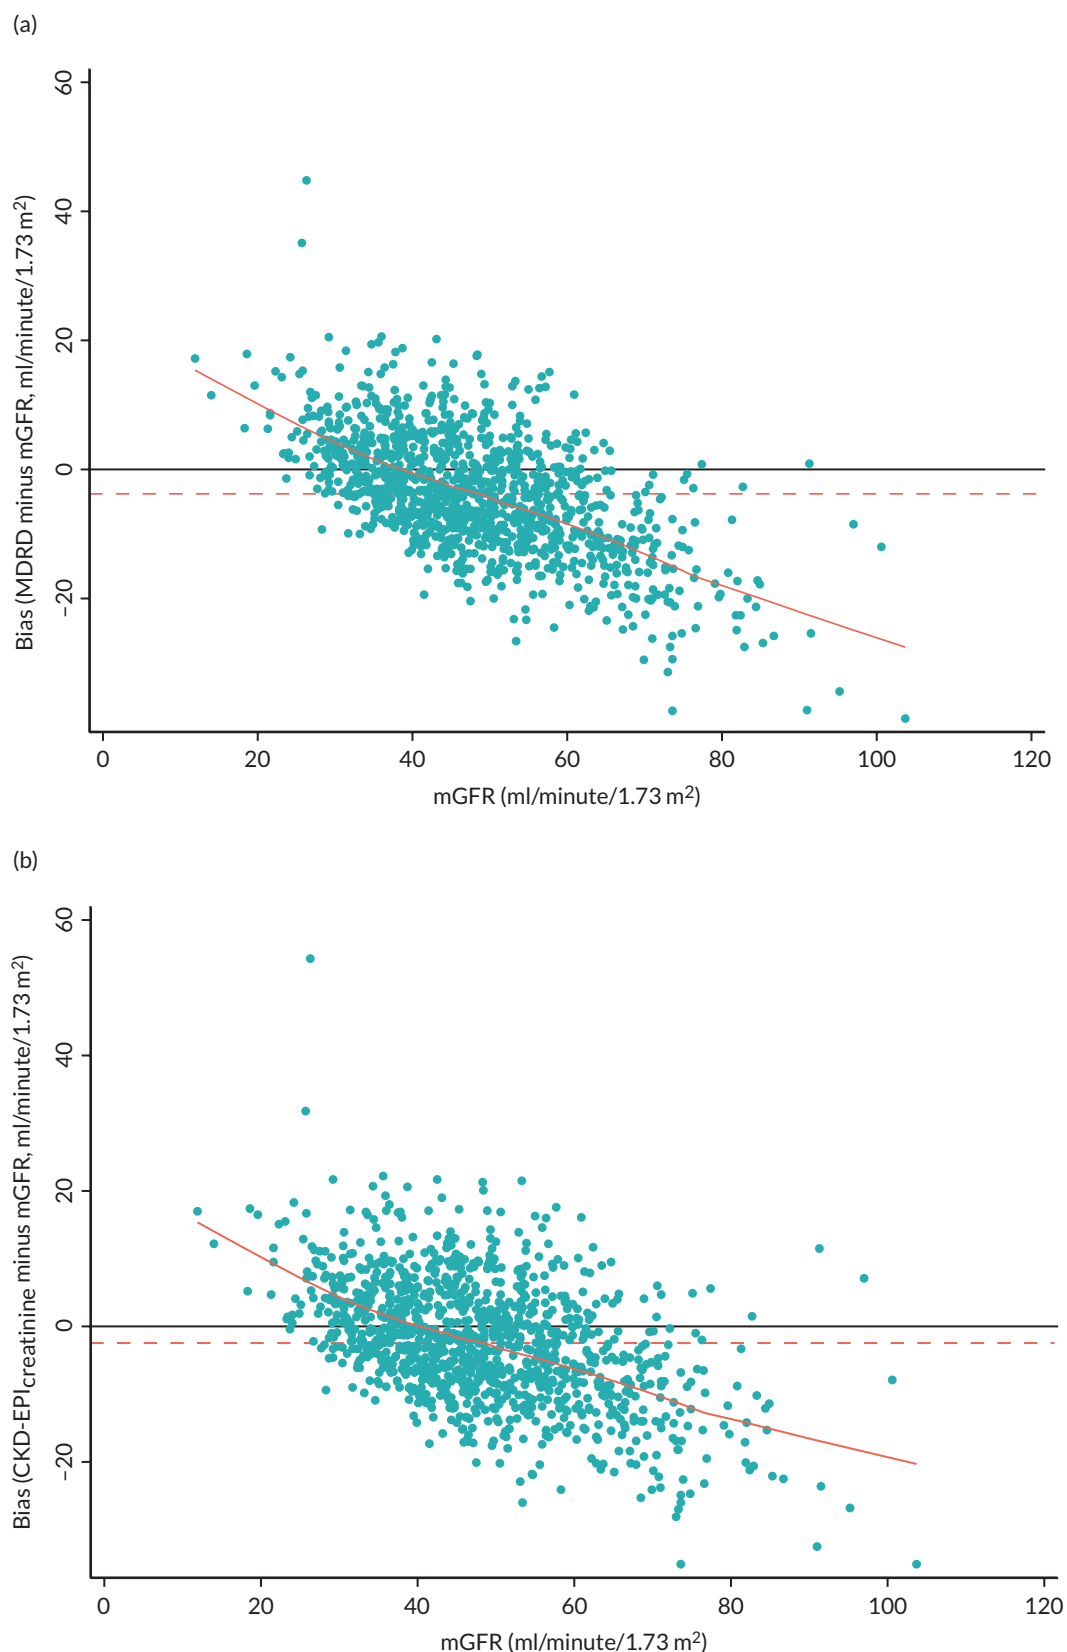 (a)
Bias (MDRD minus mGFR, ml/minute/1.73 m²)
60
40
20
0
–20
0 20 40 60 80 100 120
mGFR (ml/minute/1.73 m²)
(b)
Bias (CKD-EPIcreatinine minus mGFR, ml/minute/1.73 m²)
60
40
20
0
–20
0 20 40 60 80 100 120
mGFR (ml/minute/1.73 m²)